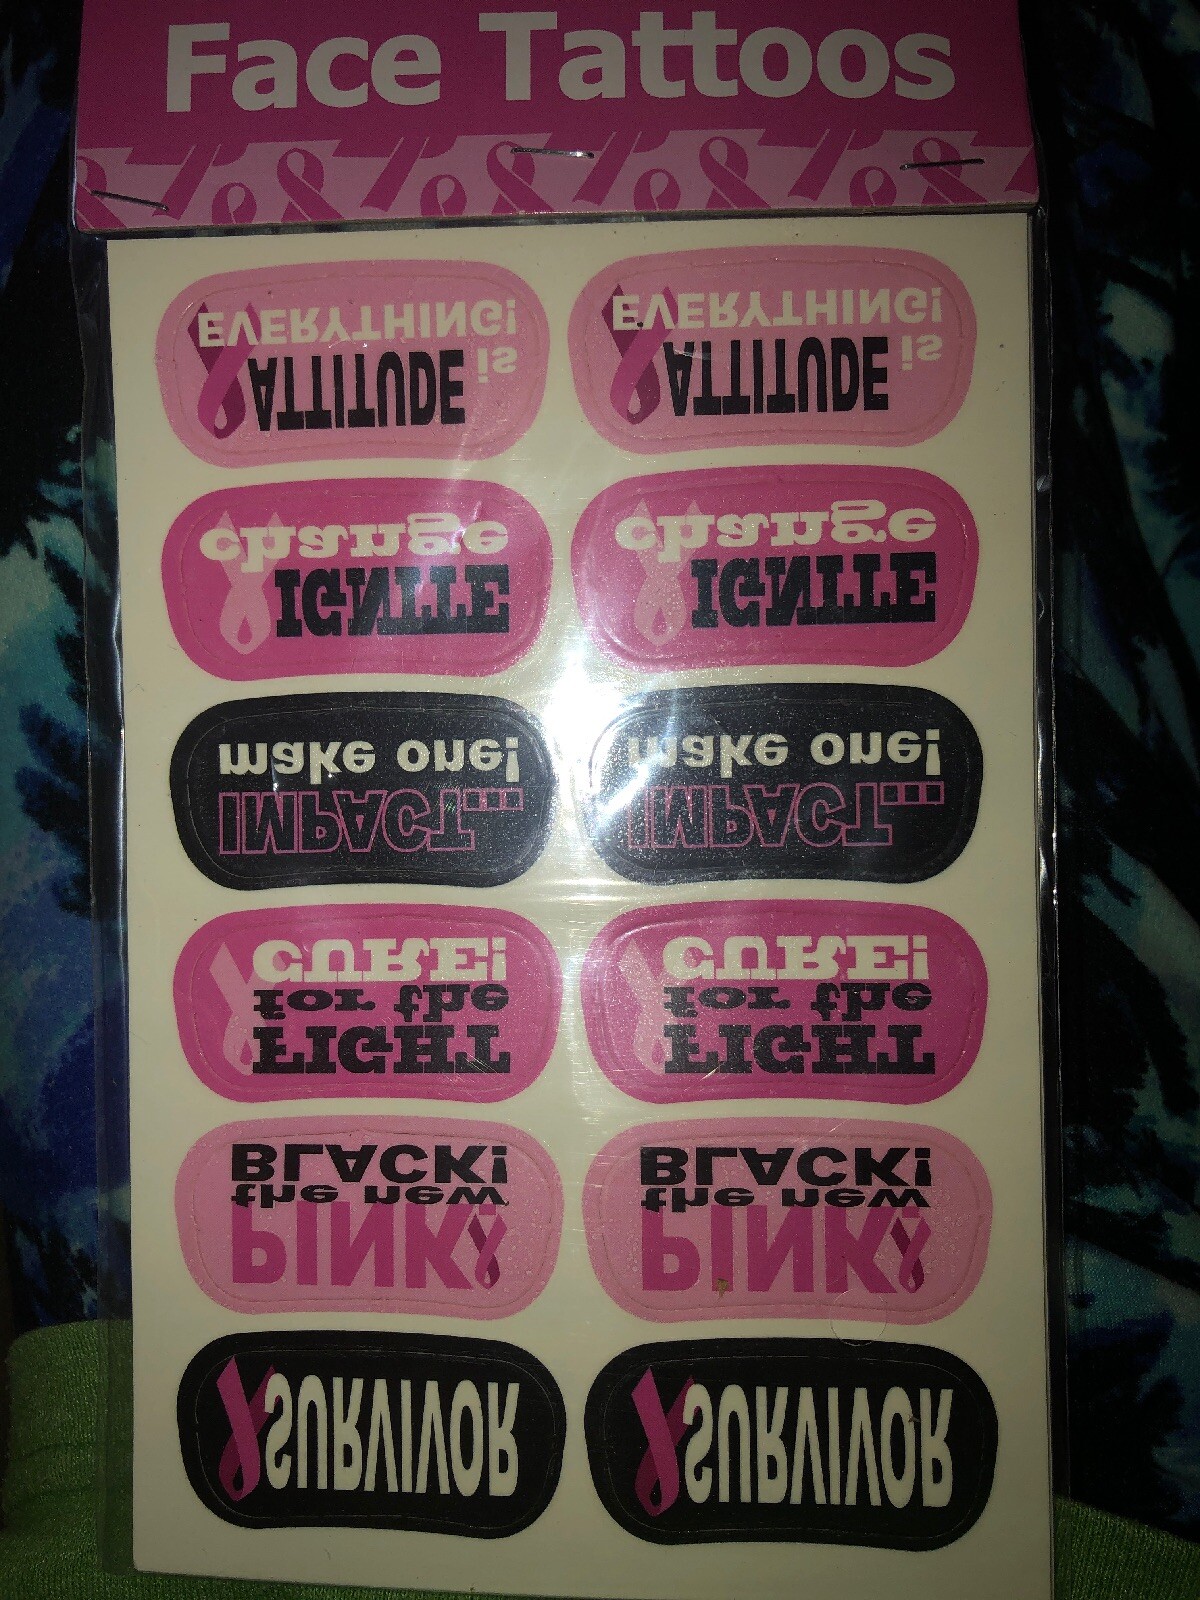 Face Tattoos
ATTITUDE is
EVERYTHING!
ATTITUDE is
EVERYTHING!
IGNITE
change
IGNITE
change
IMPACT...
make one!
IMPACT...
make one!
FIGHT
for the
CURE!
FIGHT
for the
CURE!
PINK
the new
BLACK!
PINK
the new
BLACK!
SURVIVOR
SURVIVOR